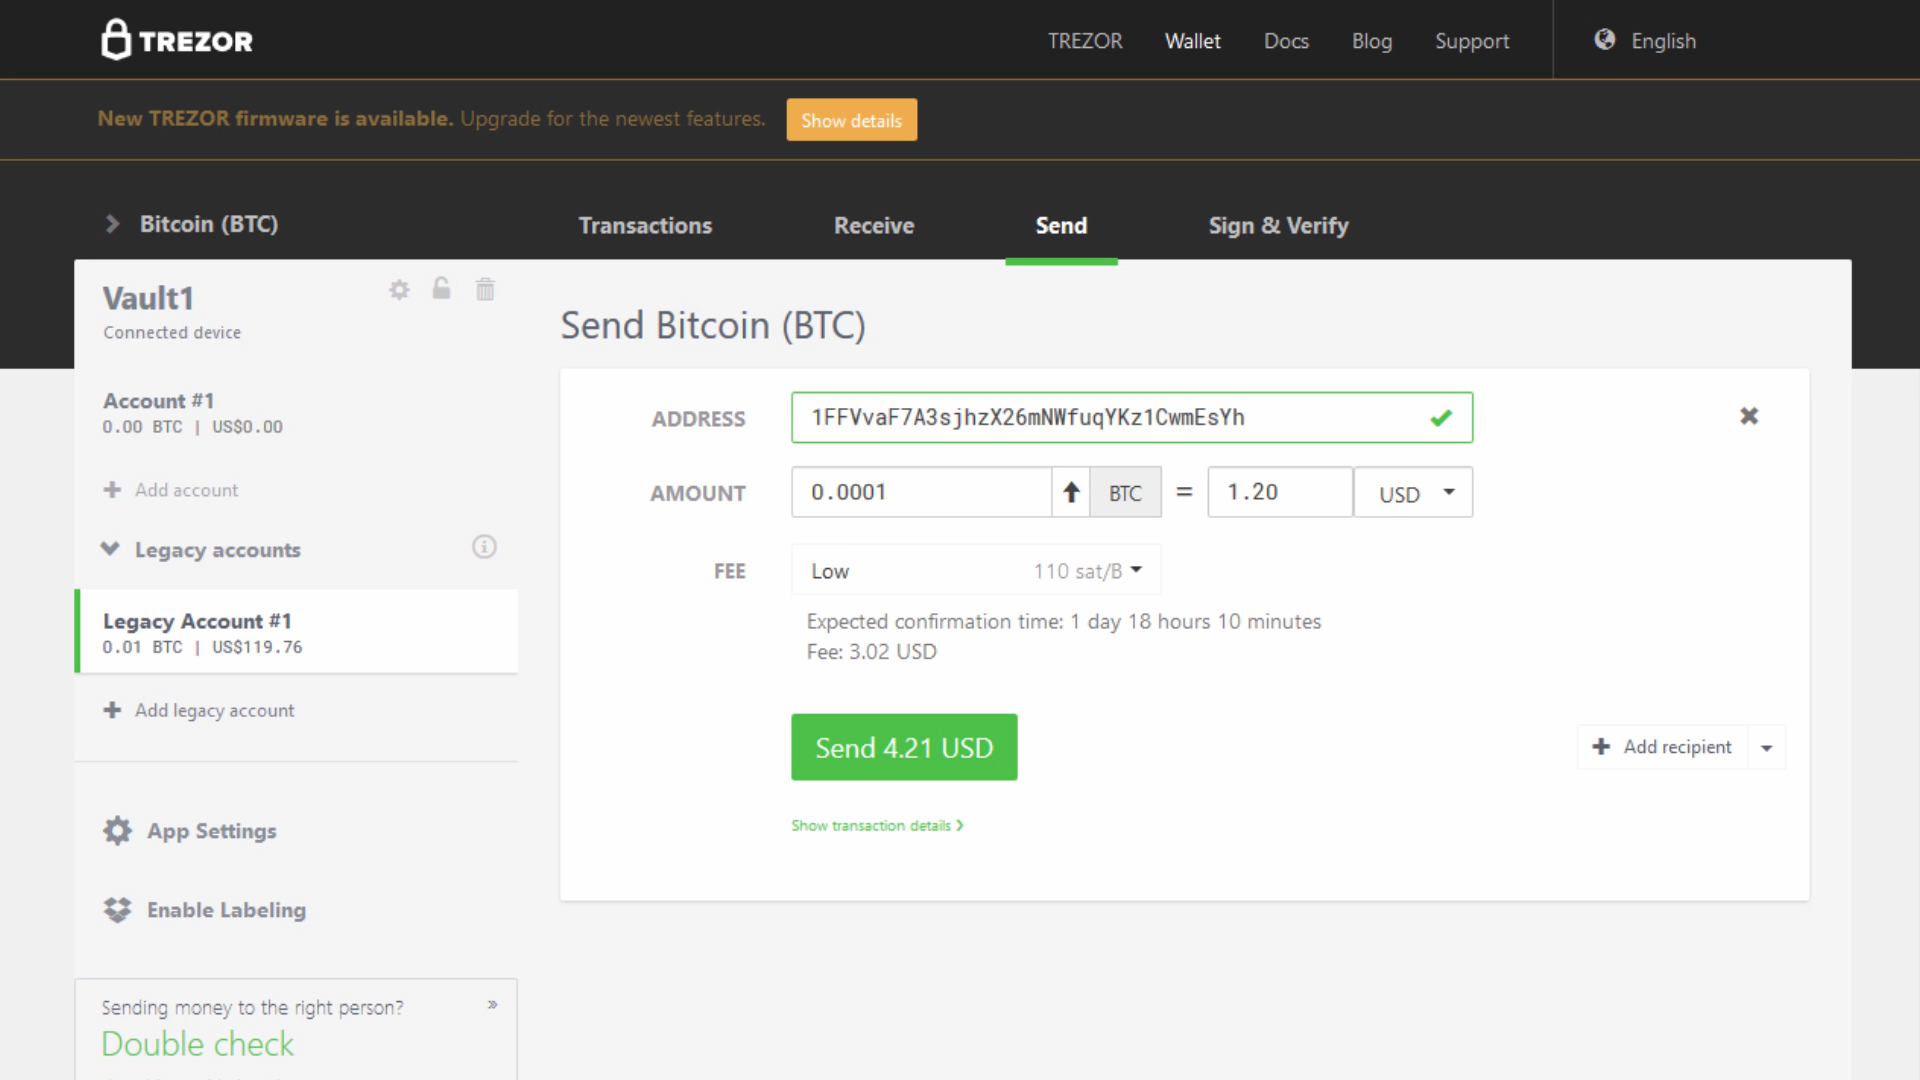 TREZOR
TREZOR Wallet Docs Blog Support English
New TREZOR firmware is available. Upgrade for the newest features. Show details
Bitcoin (BTC)
Transactions Receive Send Sign & Verify
Vault1
Connected device
Account #1
0.00 BTC | US$0.00
Add account
Legacy accounts
Legacy Account #1
0.01 BTC | US$119.76
Add legacy account
App Settings
Enable Labeling
Sending money to the right person? »
Double check
Send Bitcoin (BTC)
ADDRESS 1FFVvaF7A3sjhzX26mNWfuqYKz1CwmEsYh
AMOUNT 0.0001 BTC = 1.20 USD
FEE Low 110 sat/B
Expected confirmation time: 1 day 18 hours 10 minutes
Fee: 3.02 USD
Send 4.21 USD
Add recipient
Show transaction details